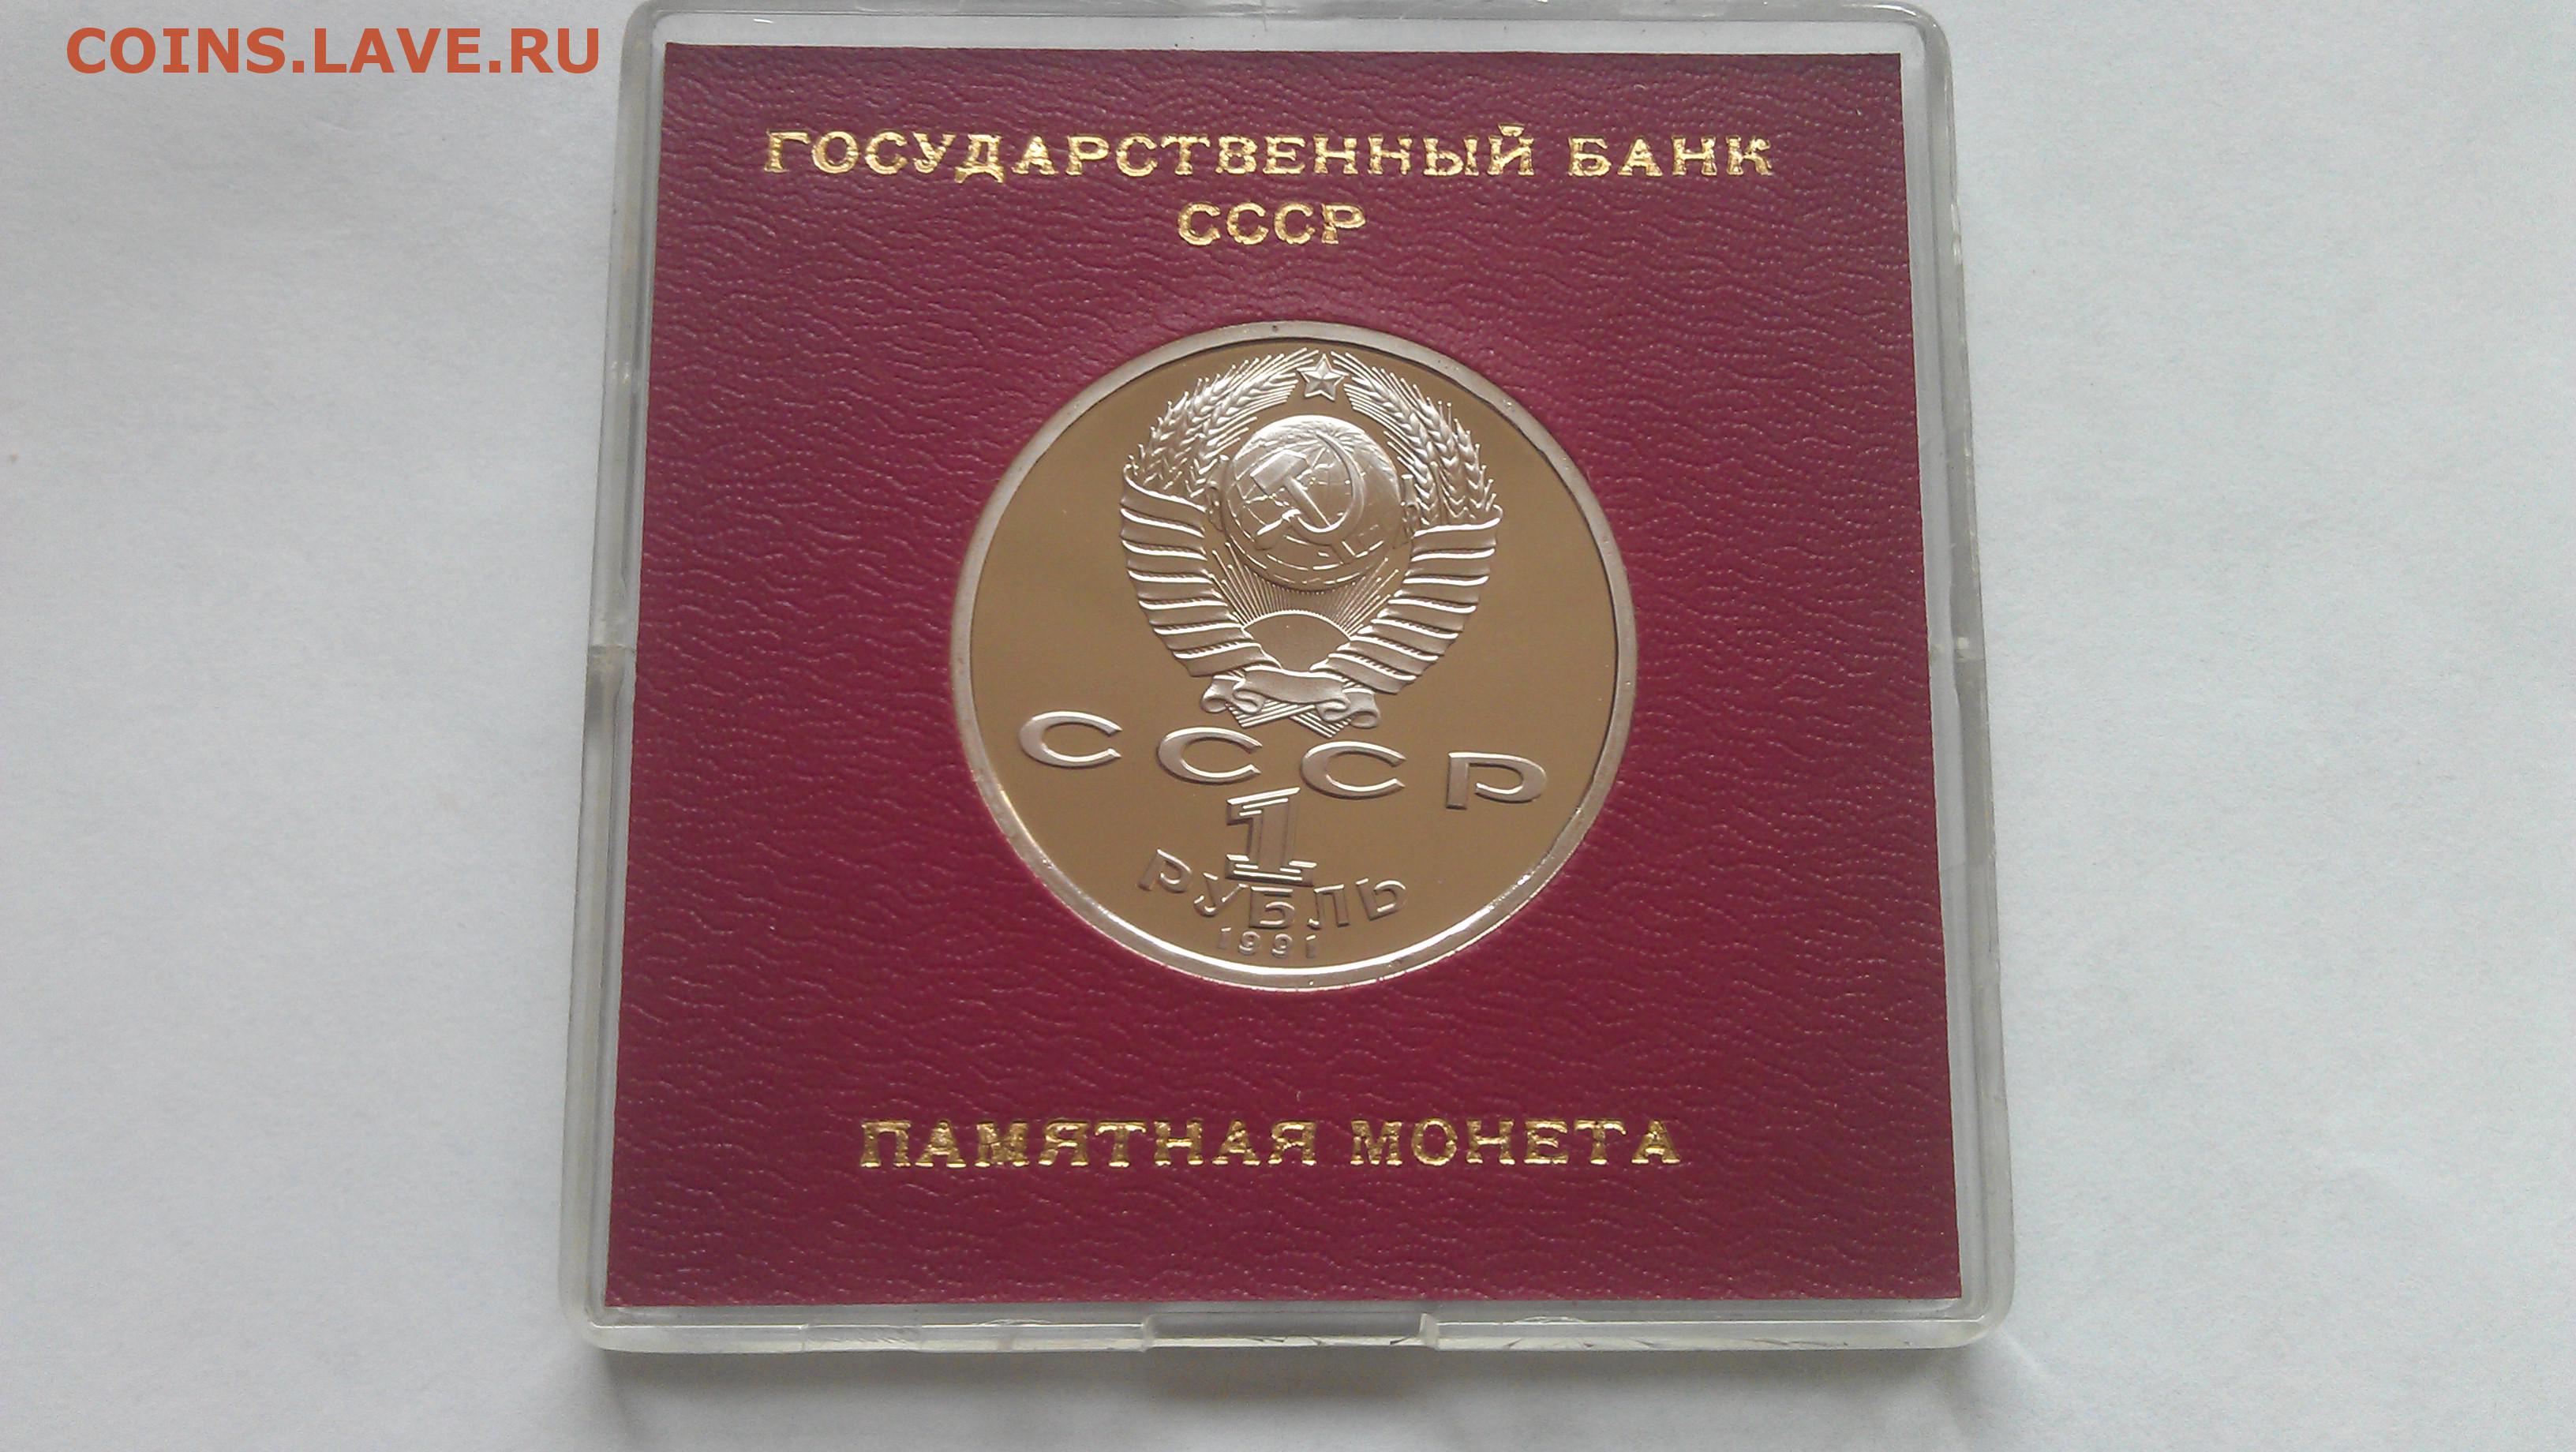 COINS.LAVE.RU
ГОСУДАРСТВЕННЫЙ БАНК
СССР
СССР
1
РУБЛЬ
1991
ПАМЯТНАЯ МОНЕТА